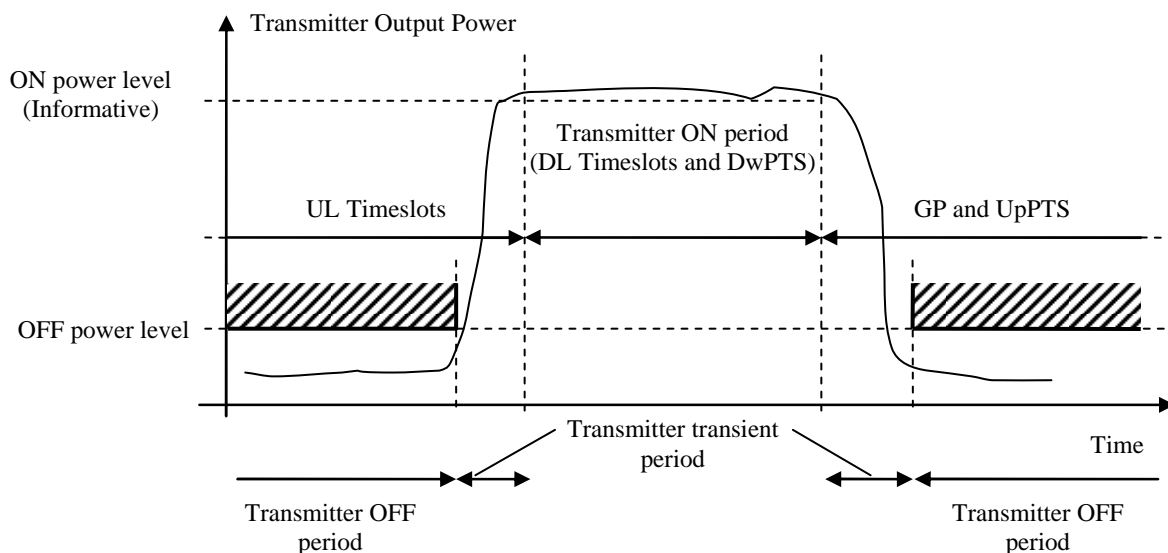 Transmitter Output Power
ON power level
(Informative)
Transmitter ON period
(DL Timeslots and DwPTS)
UL Timeslots
GP and UpPTS
OFF power level
Transmitter transient
period
Time
Transmitter OFF
period
Transmitter OFF
period